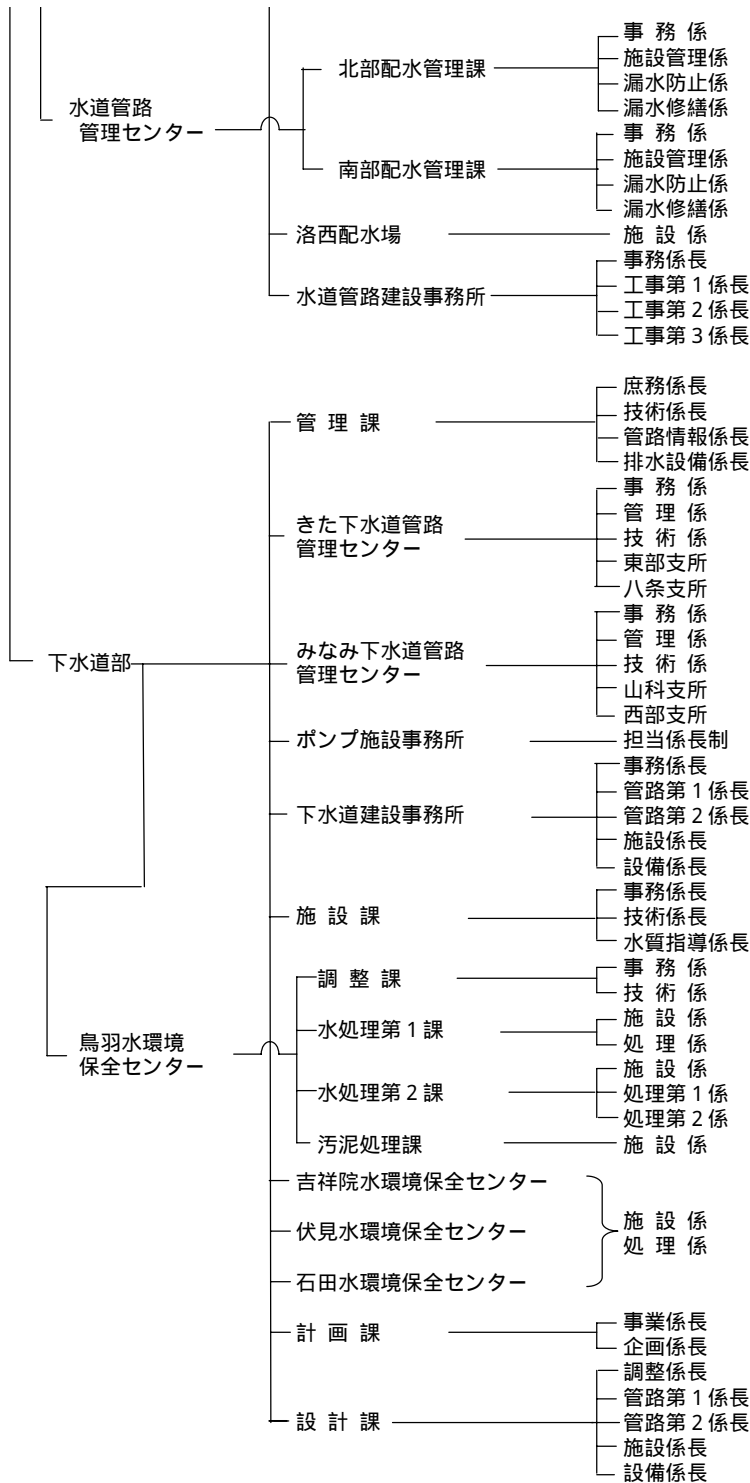 水道管路
管理センター
北部配水管理課
事 務 係
施設管理係
漏水防止係
漏水修繕係
南部配水管理課
事 務 係
施設管理係
漏水防止係
漏水修繕係
洛西配水場
施 設 係
水道管路建設事務所
事務係長
工事第1係長
工事第2係長
工事第3係長
下水道部
管 理 課
庶務係長
技術係長
管路情報係長
排水設備係長
きた下水道管路
管理センター
事 務 係
管 理 係
技 術 係
東部支所
八条支所
みなみ下水道管路
管理センター
事 務 係
管 理 係
技 術 係
山科支所
西部支所
ポンプ施設事務所
担当係長制
下水道建設事務所
事務係長
管路第1係長
管路第2係長
施設係長
設備係長
施 設 課
事務係長
技術係長
水質指導係長
鳥羽水環境
保全センター
調 整 課
事 務 係
技 術 係
水処理第1課
施 設 係
処 理 係
水処理第2課
施 設 係
処理第1係
処理第2係
汚泥処理課
施 設 係
吉祥院水環境保全センター
伏見水環境保全センター
石田水環境保全センター
施 設 係
処 理 係
計 画 課
事業係長
企画係長
設 計 課
調整係長
管路第1係長
管路第2係長
施設係長
設備係長